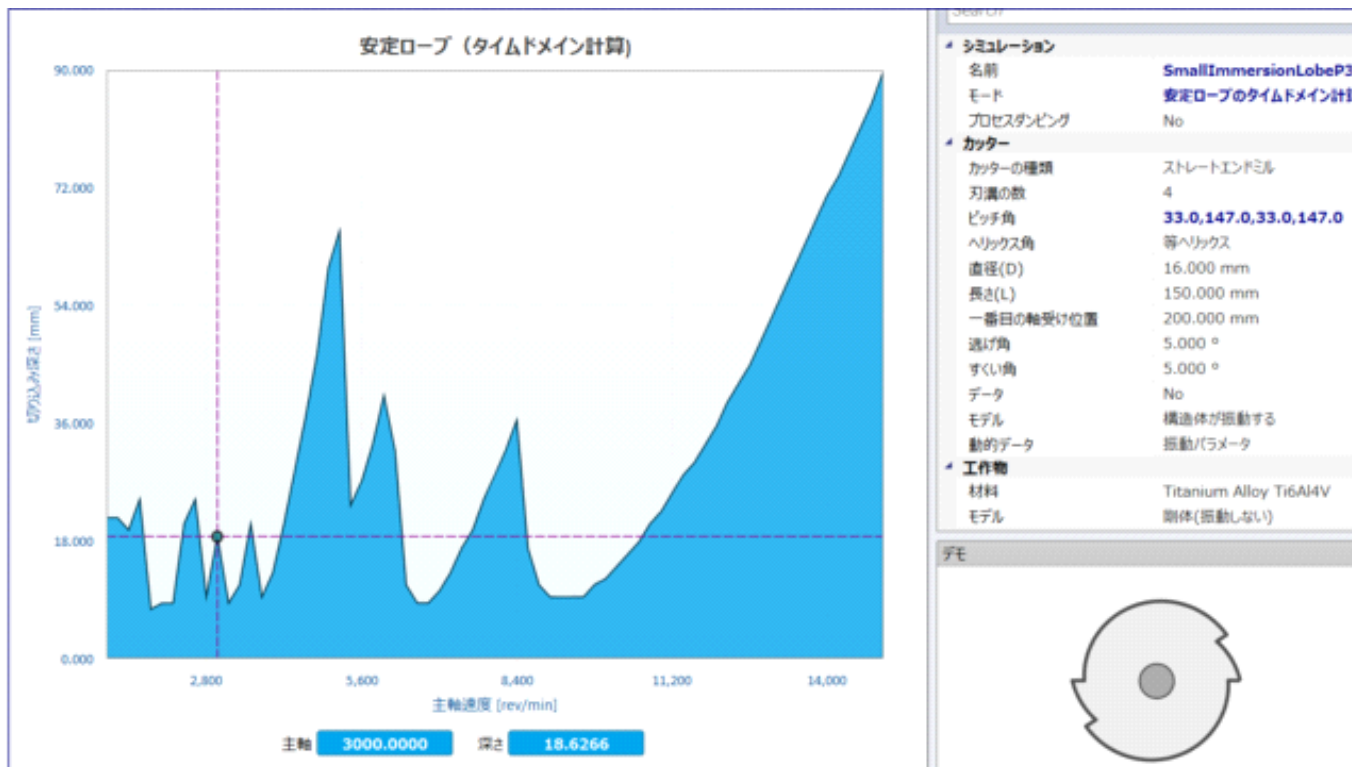 安定ローブ（タイムドメイン計算)
90.000
72.000
54.000
36.000
18.000
0.000
切り込み深さ [mm]
2,800 5,600 8,400 11,200 14,000
主軸速度 [rev/min]
主軸 3000.0000 深さ 18.6266
Search
シミュレーション
名前 SmallImmersionLobeP3
モード 安定ローブのタイムドメイン計算
プロセスダンピング No
カッター
カッターの種類 ストレートエンドミル
刃溝の数 4
ピッチ角 33.0,147.0,33.0,147.0
ヘリックス角 等ヘリックス
直径(D) 16.000 mm
長さ(L) 150.000 mm
一番目の軸受け位置 200.000 mm
逃げ角 5.000 º
すくい角 5.000 º
データ No
モデル 構造体が振動する
動的データ 振動パラメータ
工作物
材料 Titanium Alloy Ti6Al4V
モデル 剛体(振動しない)
デモ